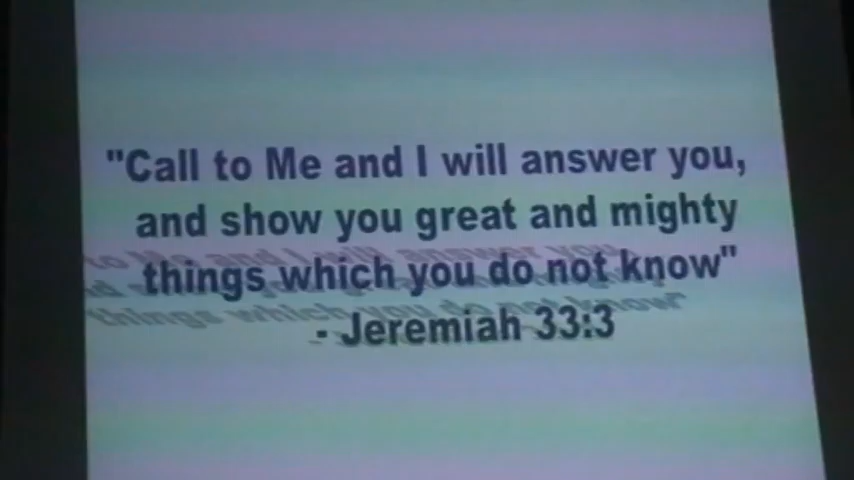 "Call to Me and I will answer you,
and show you great and mighty
things which you do not know"
- Jeremiah 33:3